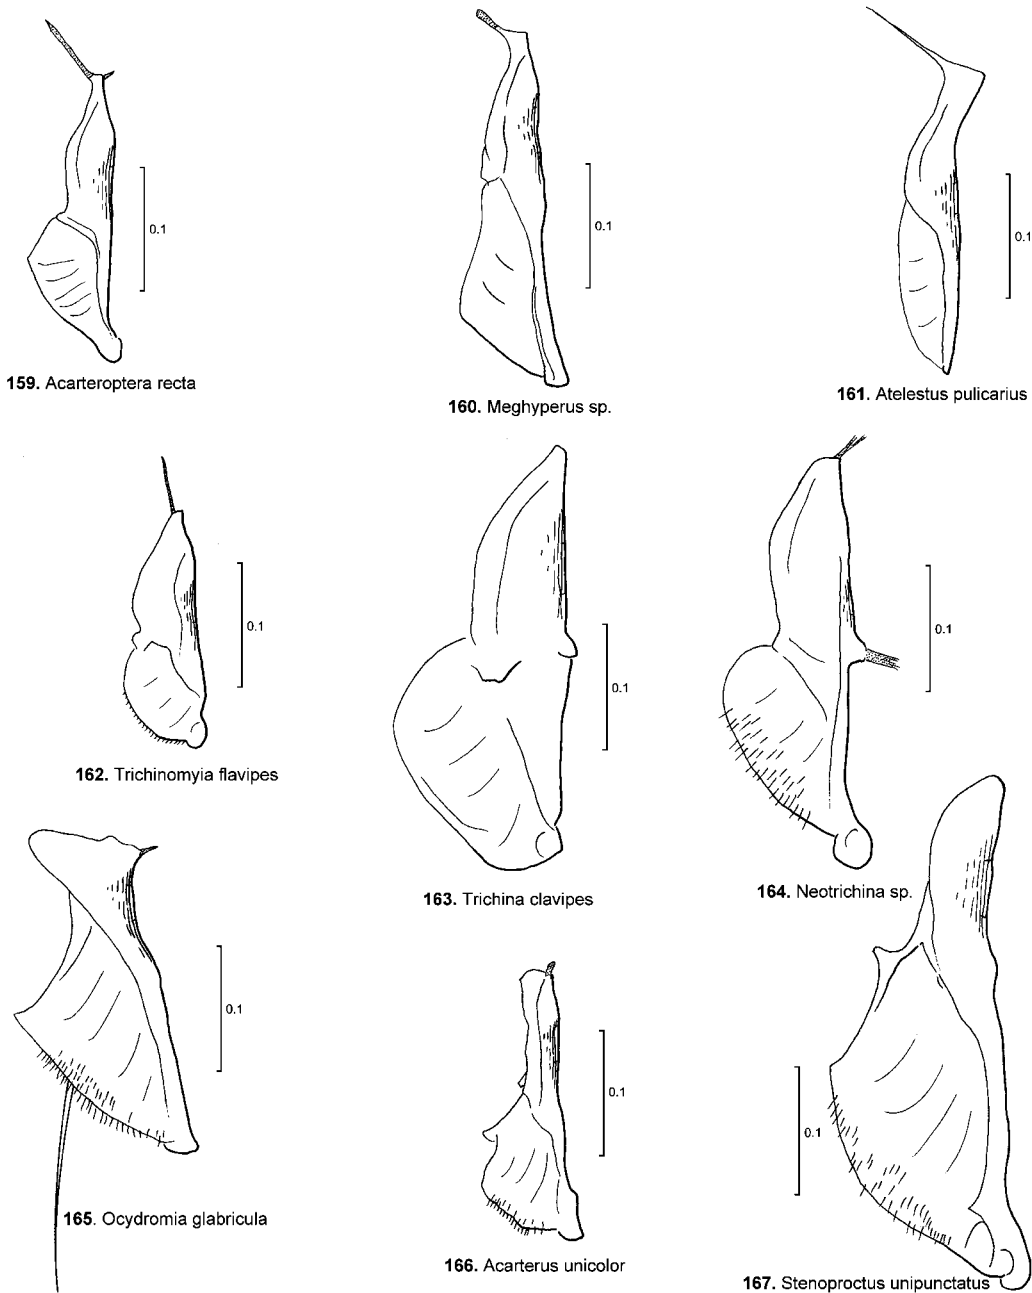 0.1
0.1
0.1
159. Acarteroptera recta
160. Meghyperus sp.
161. Atelestus pulicarius
0.1
0.1
0.1
162. Trichinomyia flavipes
163. Trichina clavipes
164. Neotrichina sp.
0.1
0.1
0.1
165. Ocydromia glabricula
166. Acarterus unicolor
167. Stenoproctus unipunctatus